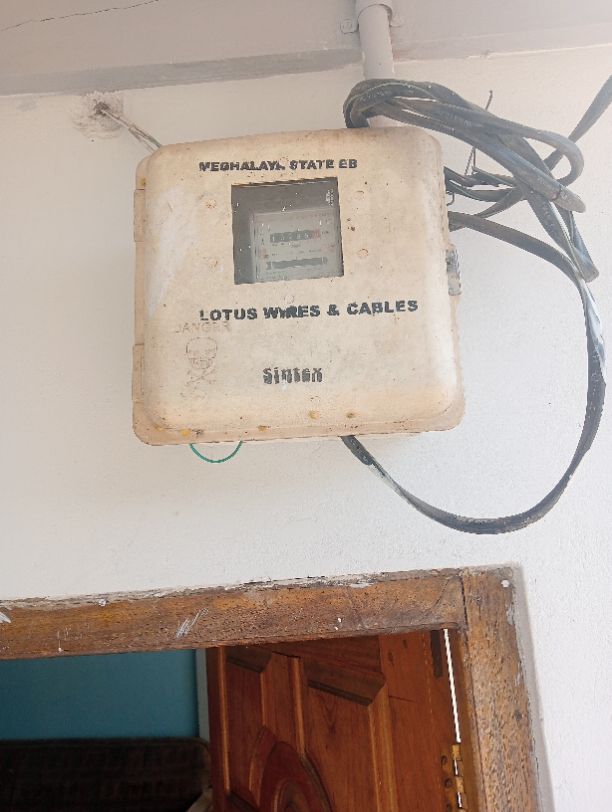 MEGHALAYA STATE EB
LOTUS WIRES & CABLES
DANGER
Sintex